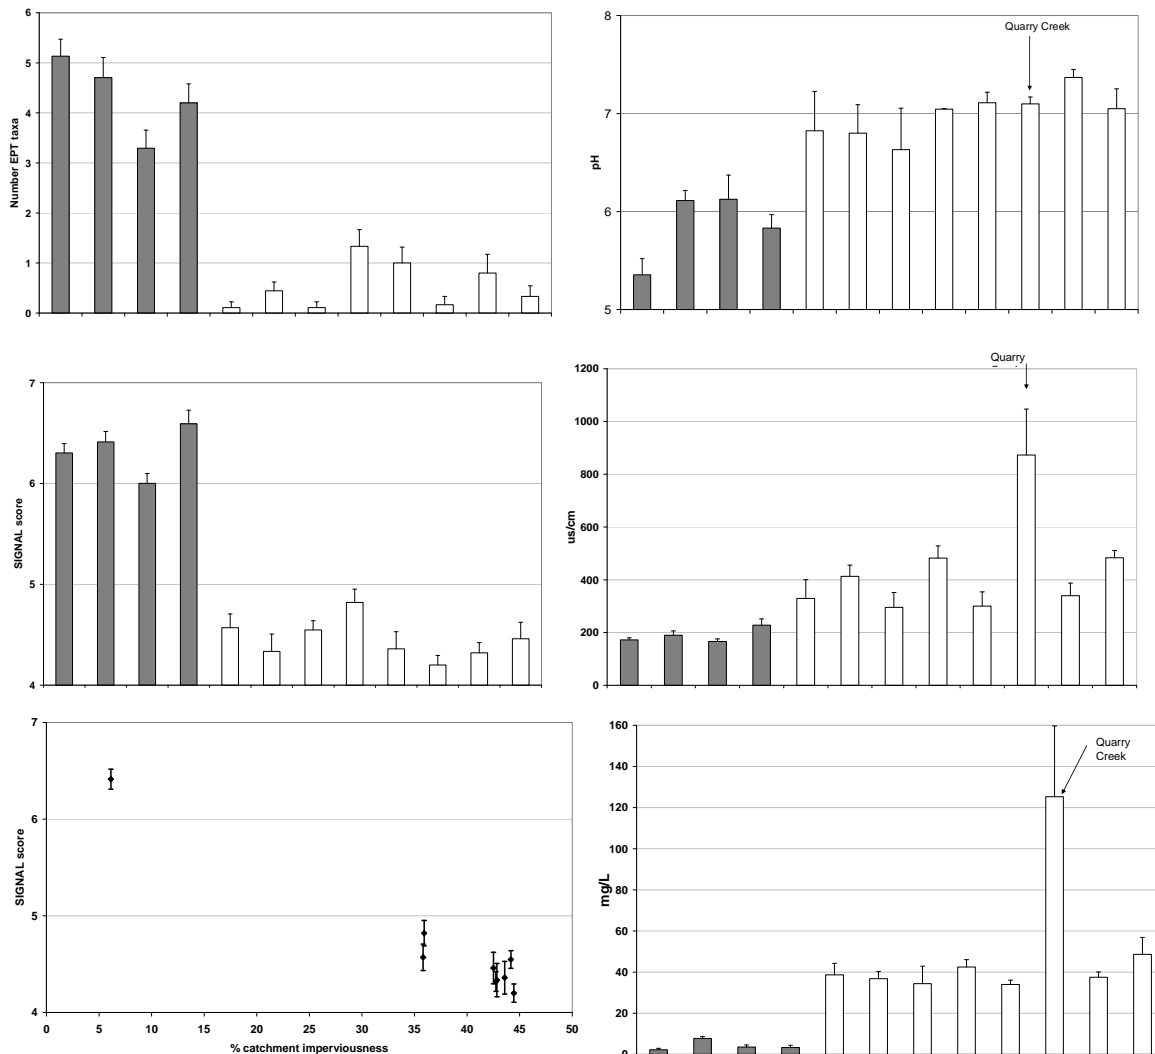 6
5
4
3
2
1
0
Number EPT taxa
8
7
6
5
pH
Quarry Creek
7
6
5
4
SIGNAL score
1200
1000
800
600
400
200
0
us/cm
Quarry
7
6
5
4
SIGNAL score
0 5 10 15 20 25 30 35 40 45 50
% catchment imperviousness
160
140
120
100
80
60
40
20
0
mg/L
Quarry
Creek